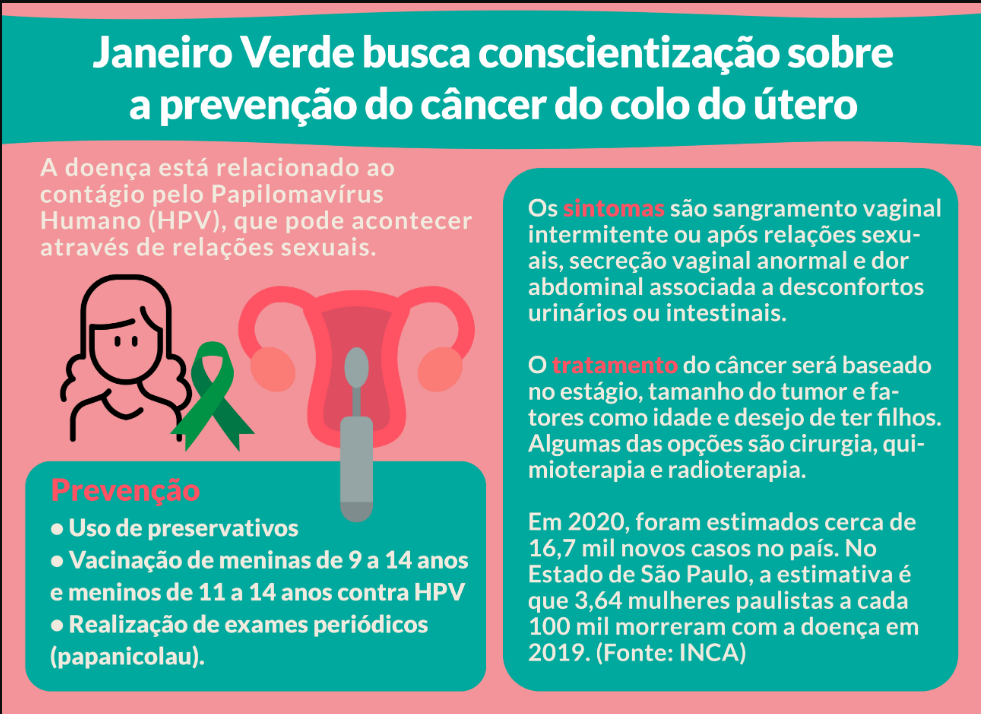 Janeiro Verde busca conscientização sobre
a prevenção do câncer do colo do útero
A doença está relacionado ao
contágio pelo Papilomavírus
Humano (HPV), que pode acontecer
através de relações sexuais.
Prevenção
● Uso de preservativos
● Vacinação de meninas de 9 a 14 anos
e meninos de 11 a 14 anos contra HPV
● Realização de exames periódicos
(papanicolau).
Os sintomas são sangramento vaginal
intermitente ou após relações sexu-
ais, secreção vaginal anormal e dor
abdominal associada a desconfortos
urinários ou intestinais.
O tratamento do câncer será baseado
no estágio, tamanho do tumor e fa-
tores como idade e desejo de ter filhos.
Algumas das opções são cirurgia, qui-
mioterapia e radioterapia.
Em 2020, foram estimados cerca de
16,7 mil novos casos no país. No
Estado de São Paulo, a estimativa é
que 3,64 mulheres paulistas a cada
100 mil morreram com a doença em
2019. (Fonte: INCA)